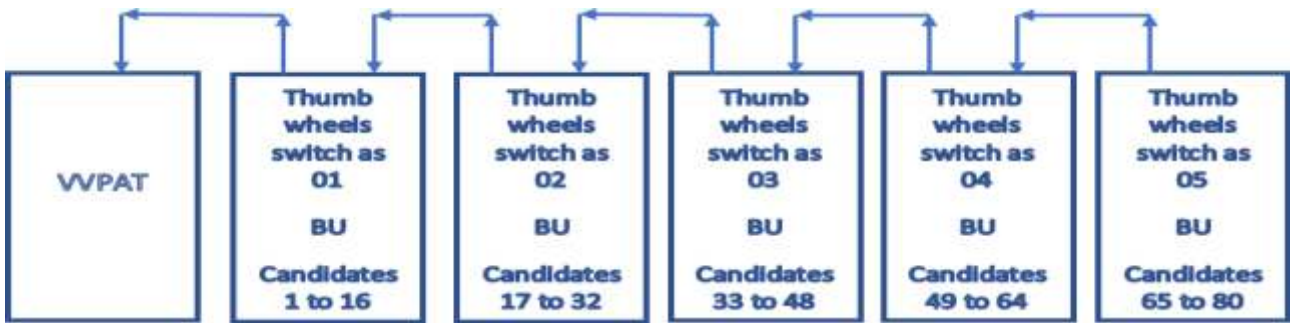 VVPAT
Thumb
wheels
switch as
01
BU
Candidates
1 to 16
Thumb
wheels
switch as
02
BU
Candidates
17 to 32
Thumb
wheels
switch as
03
BU
Candidates
33 to 48
Thumb
wheels
switch as
04
BU
Candidates
49 to 64
Thumb
wheels
switch as
05
BU
Candidates
65 to 80